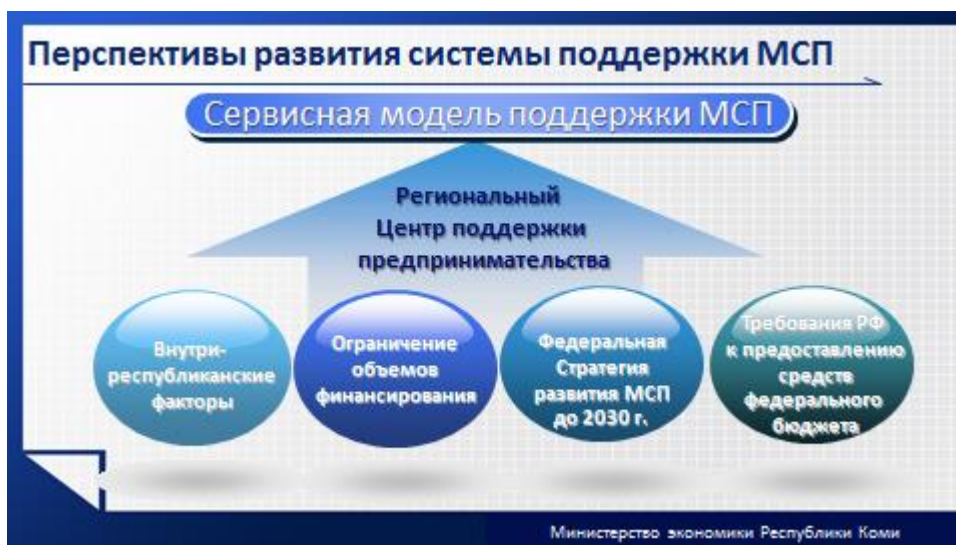 Перспективы развития системы поддержки МСП
Сервисная модель поддержки МСП
Региональный
Центр поддержки
предпринимательства
Внутри-
республиканские
факторы
Ограничение
объемов
финансирования
Федеральная
Стратегия
развития МСП
до 2030 г.
Требования РФ
к предоставлению
средств
федерального
бюджета
Министерство экономики Республики Коми